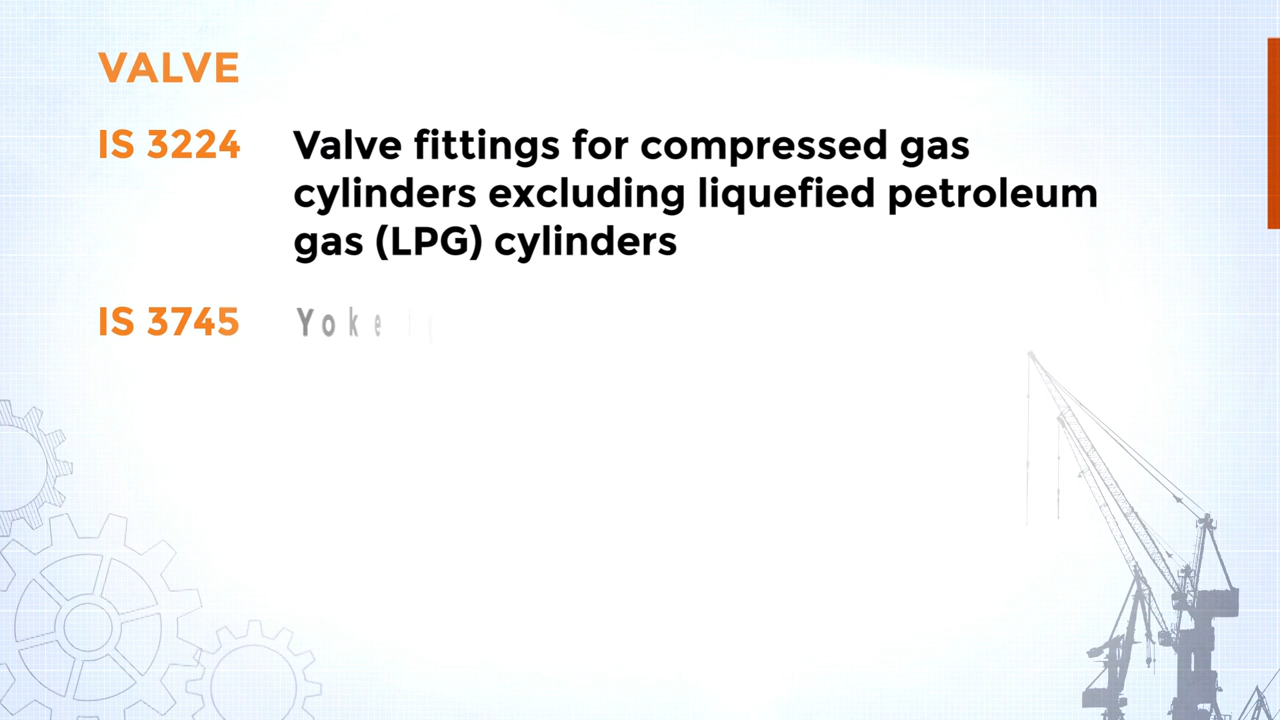 VALVE
IS 3224 Valve fittings for compressed gas
cylinders excluding liquefied petroleum
gas (LPG) cylinders
IS 3745 Yoke